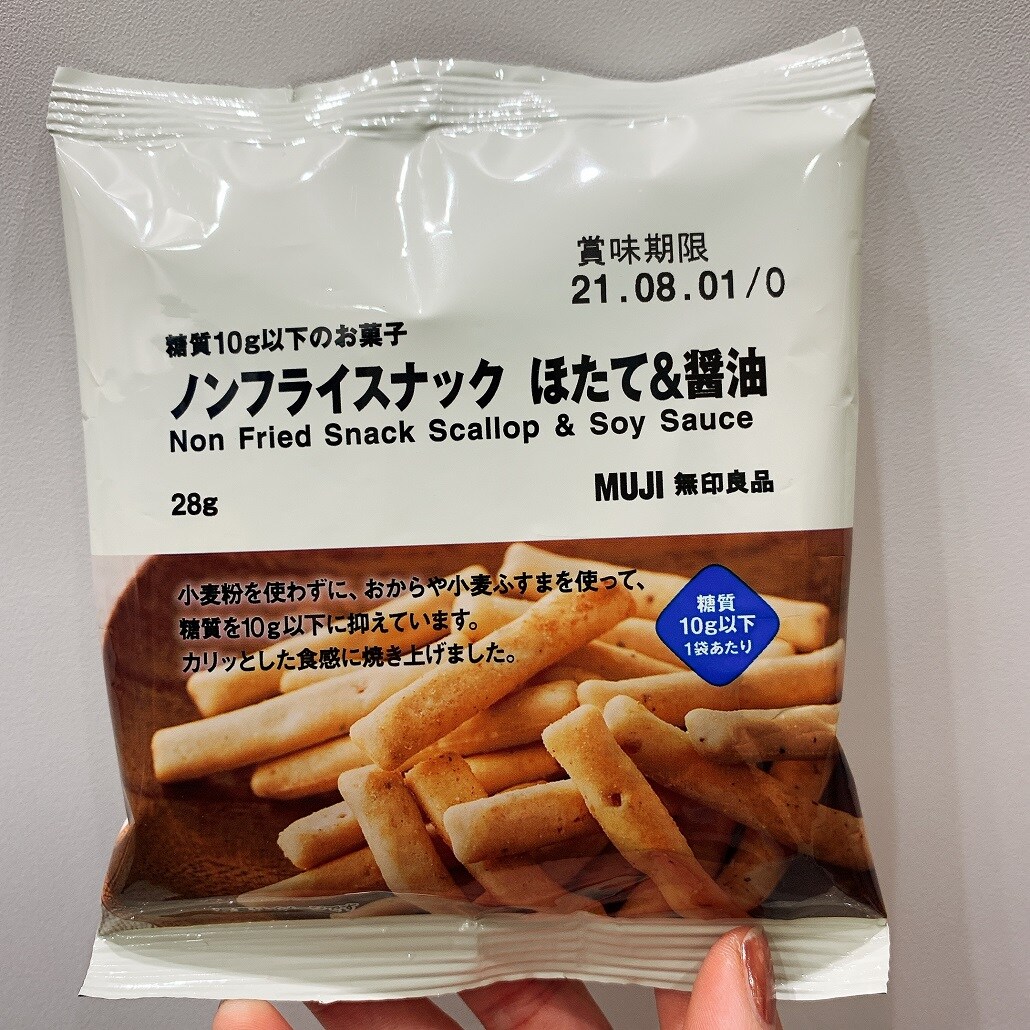 賞味期限
21.08.01/O
糖質10g以下のお菓子
ノンフライスナック ほたて&醤油
Non Fried Snack Scallop & Soy Sauce
28g
MUJI 無印良品
小麦粉を使わずに、おからや小麦ふすまを使って、
糖質を10g以下に抑えています。
カリッとした食感に焼き上げました。
糖質
10g以下
1袋あたり